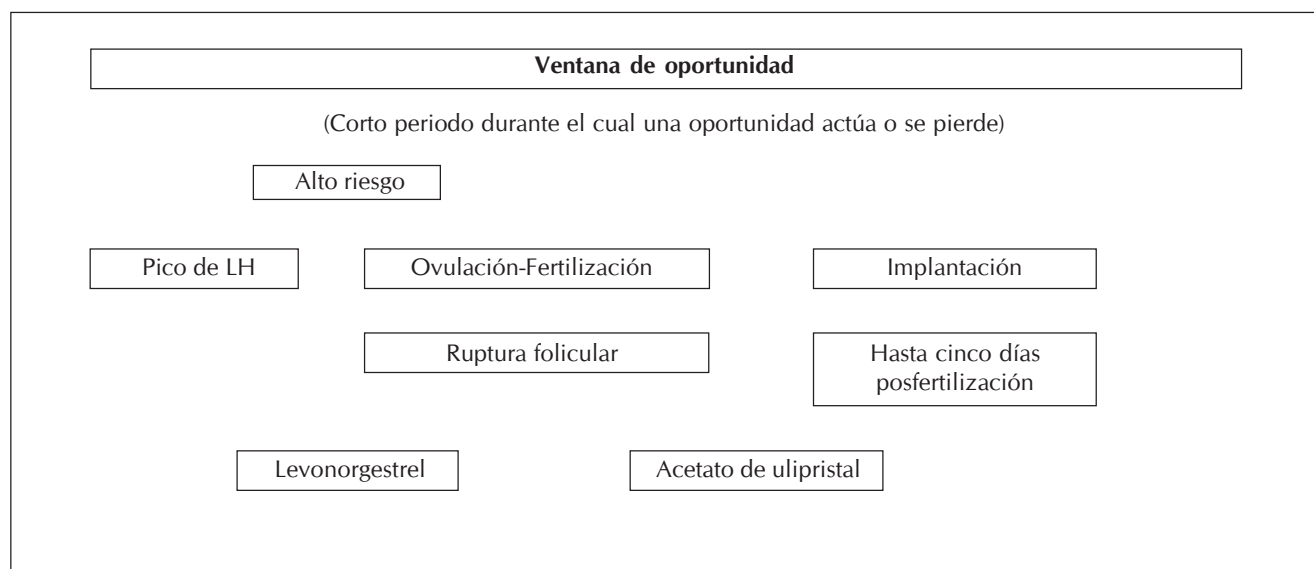 Ventana de oportunidad
(Corto periodo durante el cual una oportunidad actúa o se pierde)
Alto riesgo
Pico de LH
Ovulación-Fertilización
Implantación
Ruptura folicular
Hasta cinco días
posfertilización
Levonorgestrel
Acetato de ulipristal